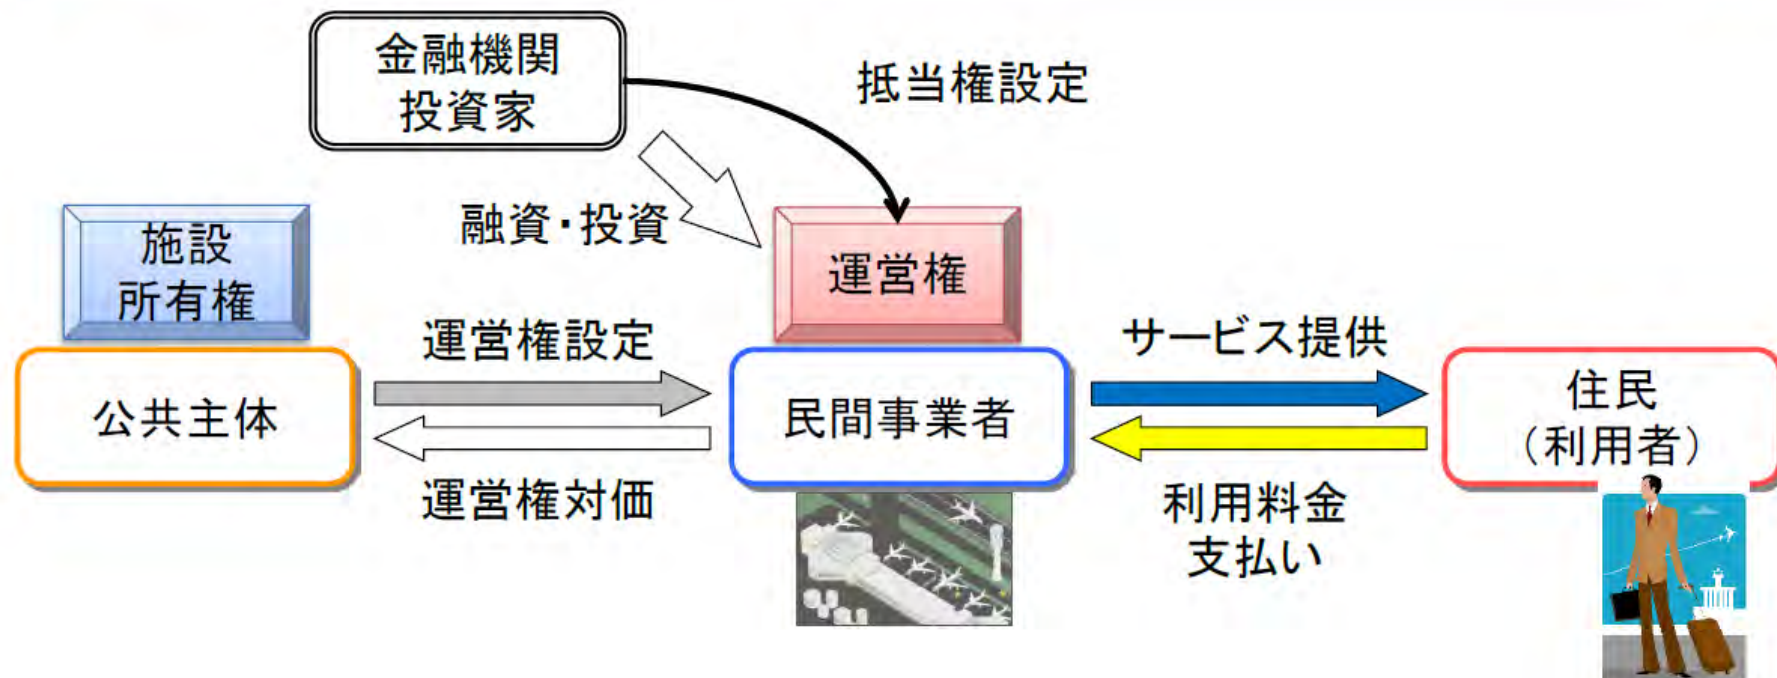 金融機関
投資家
抵当権設定
融資・投資
施設
所有権
運営権
運営権設定
サービス提供
公共主体
民間事業者
住民
（利用者）
運営権対価
利用料金
支払い